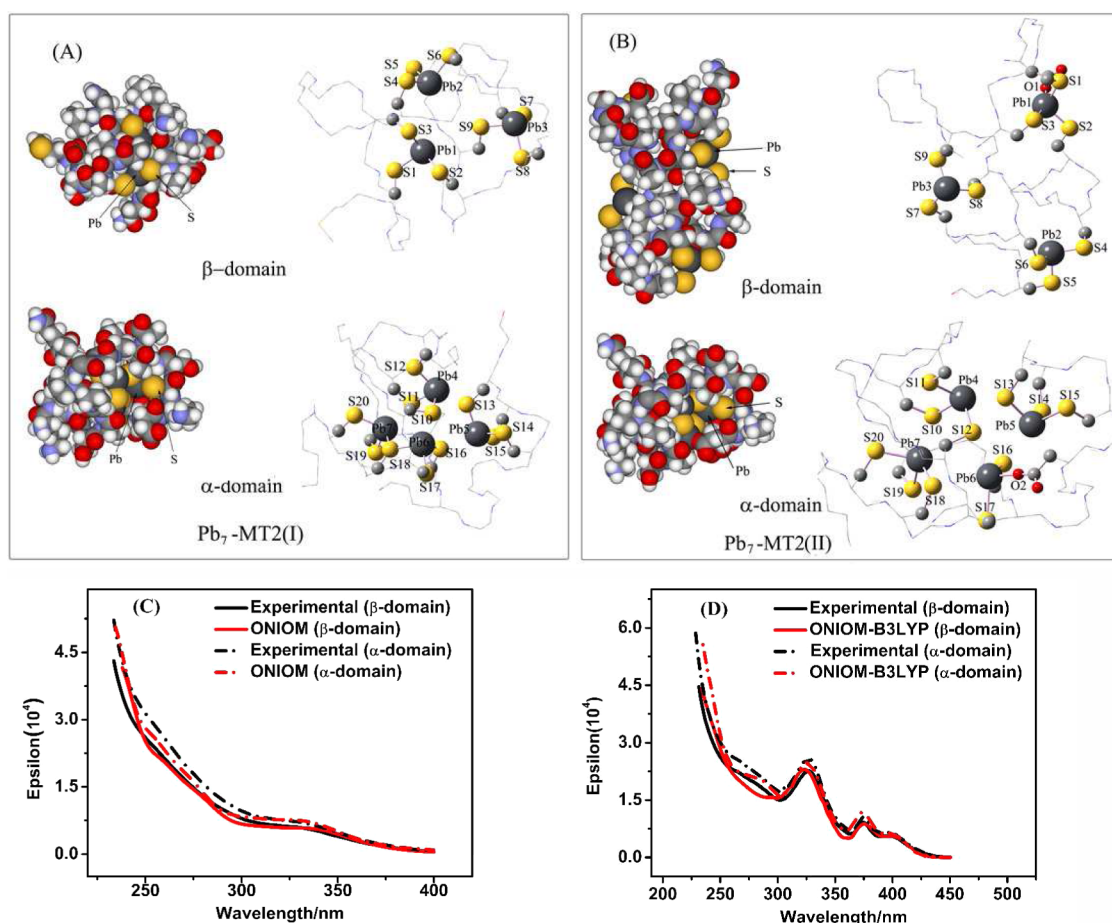 (A)
S5
S6
S4
Pb2
S7
S3
S9
Pb3
Pb1
S1
S2
S8
Pb
S
β–domain
S12
Pb4
S20
S11
S13
S10
Pb7
Pb5
S14
Pb6
S19
S18
S16
S15
S17
Pb
S
α-domain
Pb7 -MT2(I)
(B)
S1
O1
Pb1
S3
S2
Pb
S
S9
Pb3
S8
S7
Pb2
S4
S6
S5
β-domain
S11
Pb4
S13
S14
S15
S10
Pb5
S
S12
S20
Pb7
S16
Pb
Pb6
O2
S19
S18
S17
α-domain
Pb7 -MT2(II)
(C)
Experimental (β-domain)
ONIOM (β-domain)
Experimental (α-domain)
ONIOM (α-domain)
4.5
3.0
1.5
0.0
Epsilon(10^4)
250
300
350
400
Wavelength/nm
(D)
Experimental (β-domain)
ONIOM-B3LYP (β-domain)
Experimental (α-domain)
ONIOM-B3LYP (α-domain)
6.0
4.5
3.0
1.5
0.0
Epsilon(10^4)
200
250
300
350
400
450
500
Wavelength/nm